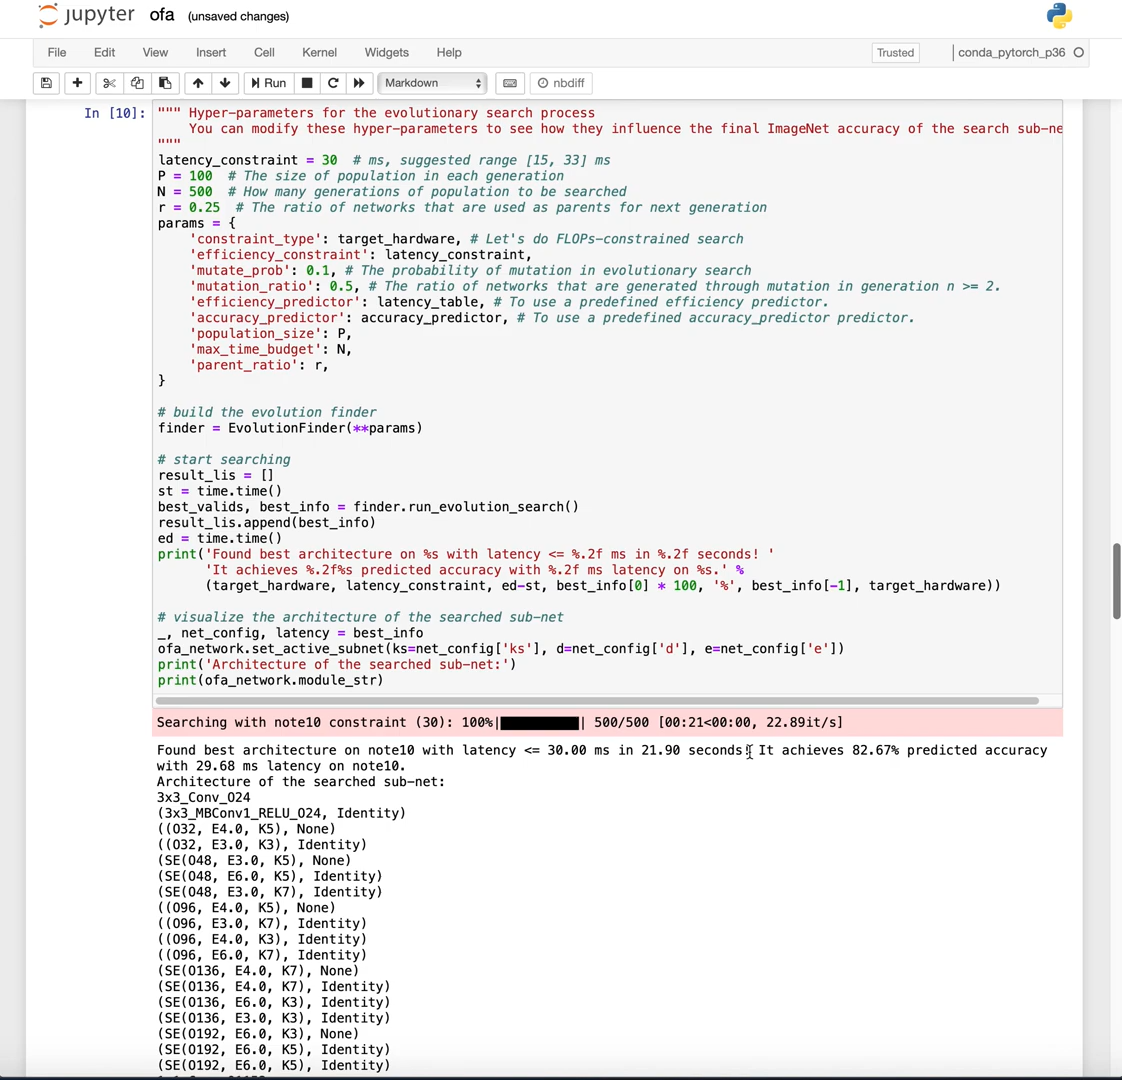 jupyter ofa (unsaved changes)
File Edit View Insert Cell Kernel Widgets Help Trusted conda_pytorch_p36
Run Markdown nbdiff
In [10]: """ Hyper-parameters for the evolutionary search process
You can modify these hyper-parameters to see how they influence the final ImageNet accuracy of the search sub-ne
"""
latency_constraint = 30 # ms, suggested range [15, 33] ms
P = 100 # The size of population in each generation
N = 500 # How many generations of population to be searched
r = 0.25 # The ratio of networks that are used as parents for next generation
params = {
'constraint_type': target_hardware, # Let's do FLOPs-constrained search
'efficiency_constraint': latency_constraint,
'mutate_prob': 0.1, # The probability of mutation in evolutionary search
'mutation_ratio': 0.5, # The ratio of networks that are generated through mutation in generation n >= 2.
'efficiency_predictor': latency_table, # To use a predefined efficiency predictor.
'accuracy_predictor': accuracy_predictor, # To use a predefined accuracy_predictor predictor.
'population_size': P,
'max_time_budget': N,
'parent_ratio': r,
}
# build the evolution finder
finder = EvolutionFinder(**params)
# start searching
result_lis = []
st = time.time()
best_valids, best_info = finder.run_evolution_search()
result_lis.append(best_info)
ed = time.time()
print('Found best architecture on %s with latency <= %.2f ms in %.2f seconds! '
'It achieves %.2f%s predicted accuracy with %.2f ms latency on %s.' %
(target_hardware, latency_constraint, ed-st, best_info[0] * 100, '%', best_info[-1], target_hardware))
# visualize the architecture of the searched sub-net
_, net_config, latency = best_info
ofa_network.set_active_subnet(ks=net_config['ks'], d=net_config['d'], e=net_config['e'])
print('Architecture of the searched sub-net:')
print(ofa_network.module_str)
Searching with note10 constraint (30): 100%|██████████| 500/500 [00:21<00:00, 22.89it/s]
Found best architecture on note10 with latency <= 30.00 ms in 21.90 seconds! It achieves 82.67% predicted accuracy
with 29.68 ms latency on note10.
Architecture of the searched sub-net:
3x3_Conv_O24
(3x3_MBConv1_RELU_O24, Identity)
((O32, E4.0, K5), None)
((O32, E3.0, K3), Identity)
(SE(O48, E3.0, K5), None)
(SE(O48, E6.0, K5), Identity)
(SE(O48, E3.0, K7), Identity)
((O96, E4.0, K5), None)
((O96, E3.0, K7), Identity)
((O96, E4.0, K3), Identity)
((O96, E6.0, K7), Identity)
(SE(O136, E4.0, K7), None)
(SE(O136, E4.0, K7), Identity)
(SE(O136, E6.0, K3), Identity)
(SE(O136, E3.0, K3), Identity)
(SE(O192, E6.0, K3), None)
(SE(O192, E6.0, K5), Identity)
(SE(O192, E6.0, K5), Identity)